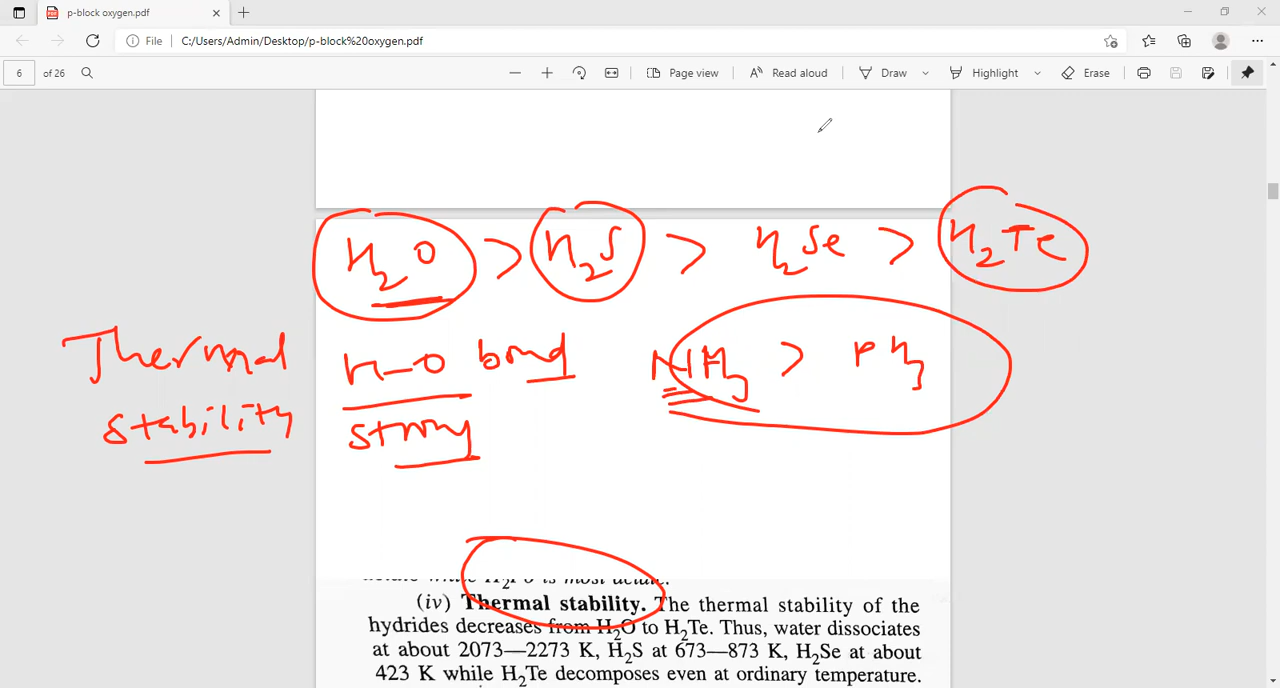 p-block oxygen.pdf
File C:/Users/Admin/Desktop/p-block%20oxygen.pdf
6 of 26 Page view Read aloud Draw Highlight Erase
H₂O > H₂S > H₂Se > H₂Te
Thermal stability
H–O bond strong
NH₃ > PH₃
is most
(iv) Thermal stability. The thermal stability of the
hydrides decreases from H₂O to H₂Te. Thus, water dissociates
at about 2073—2273 K, H₂S at 673—873 K, H₂Se at about
423 K while H₂Te decomposes even at ordinary temperature.